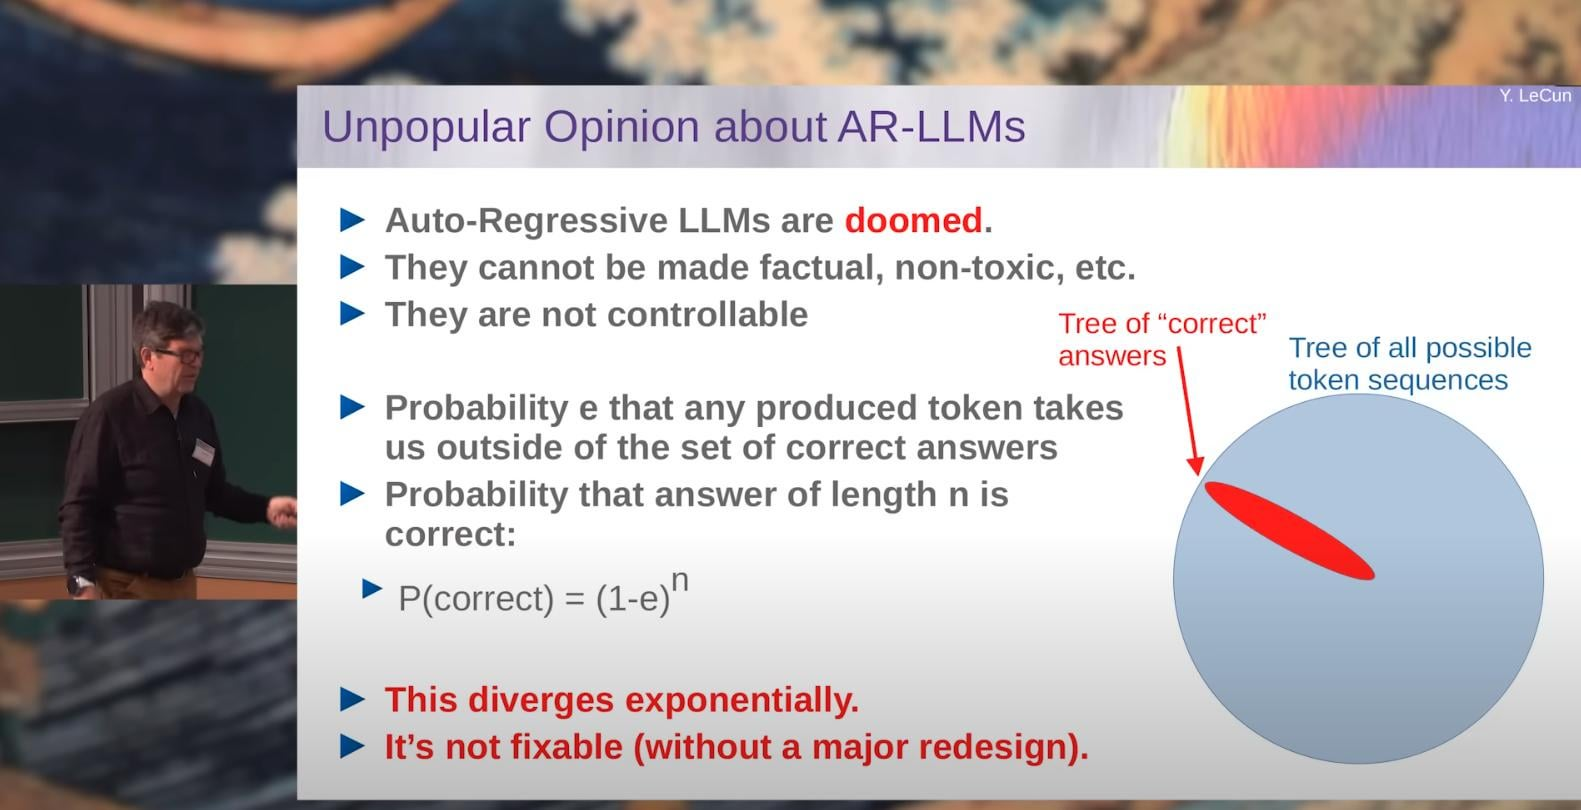 Y. LeCun
Unpopular Opinion about AR-LLMs
Auto-Regressive LLMs are doomed.
They cannot be made factual, non-toxic, etc.
They are not controllable
Probability e that any produced token takes
us outside of the set of correct answers
Probability that answer of length n is
correct:
P(correct) = (1-e)^n
This diverges exponentially.
It’s not fixable (without a major redesign).
Tree of “correct”
answers
Tree of all possible
token sequences